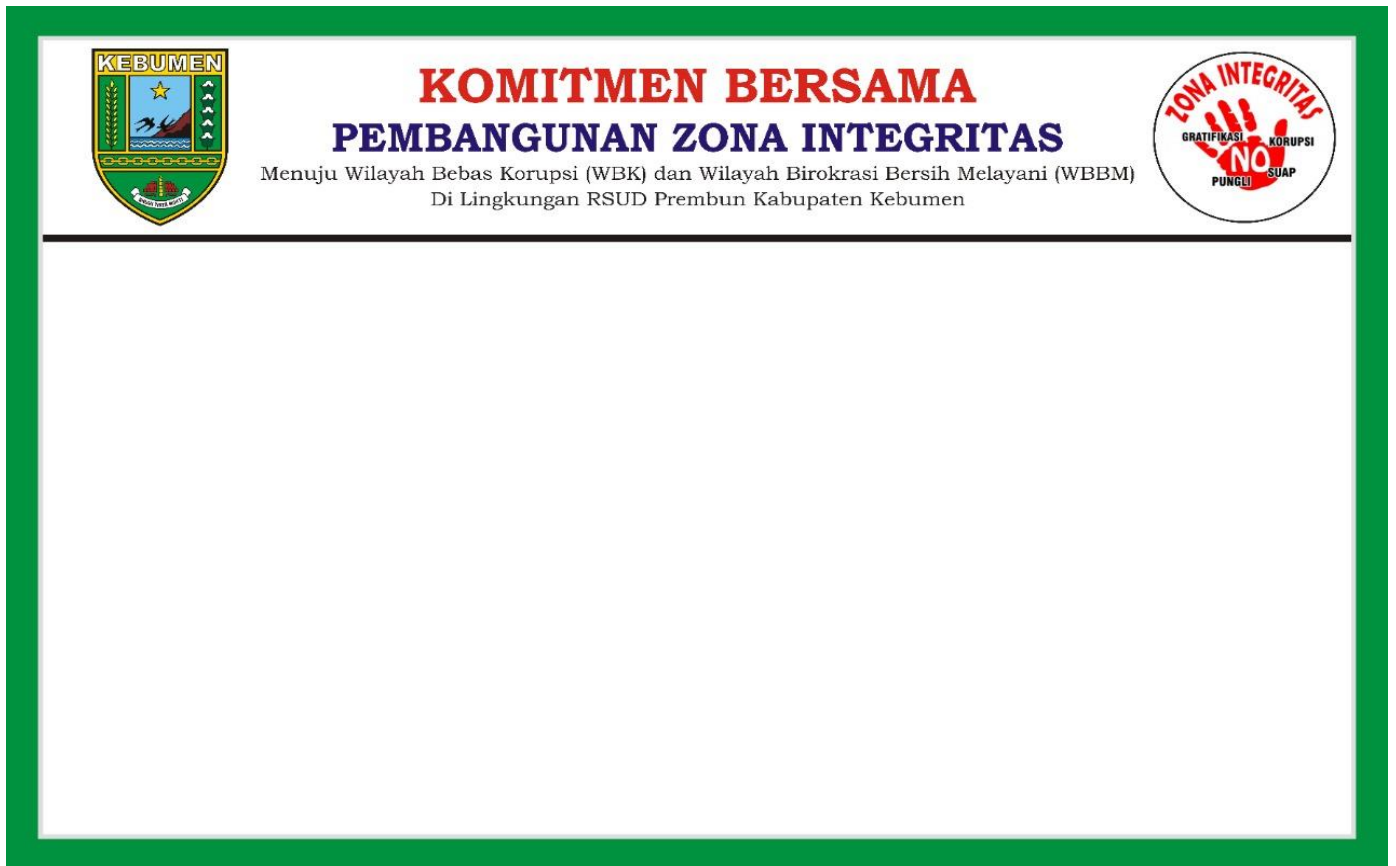 KEBUMEN
KOMITMEN BERSAMA
PEMBANGUNAN ZONA INTEGRITAS
Menuju Wilayah Bebas Korupsi (WBK) dan Wilayah Birokrasi Bersih Melayani (WBBM)
Di Lingkungan RSUD Prembun Kabupaten Kebumen
ZONA INTEGRITAS
GRATIFIKASI
KORUPSI
NO
SUAP
PUNGLI